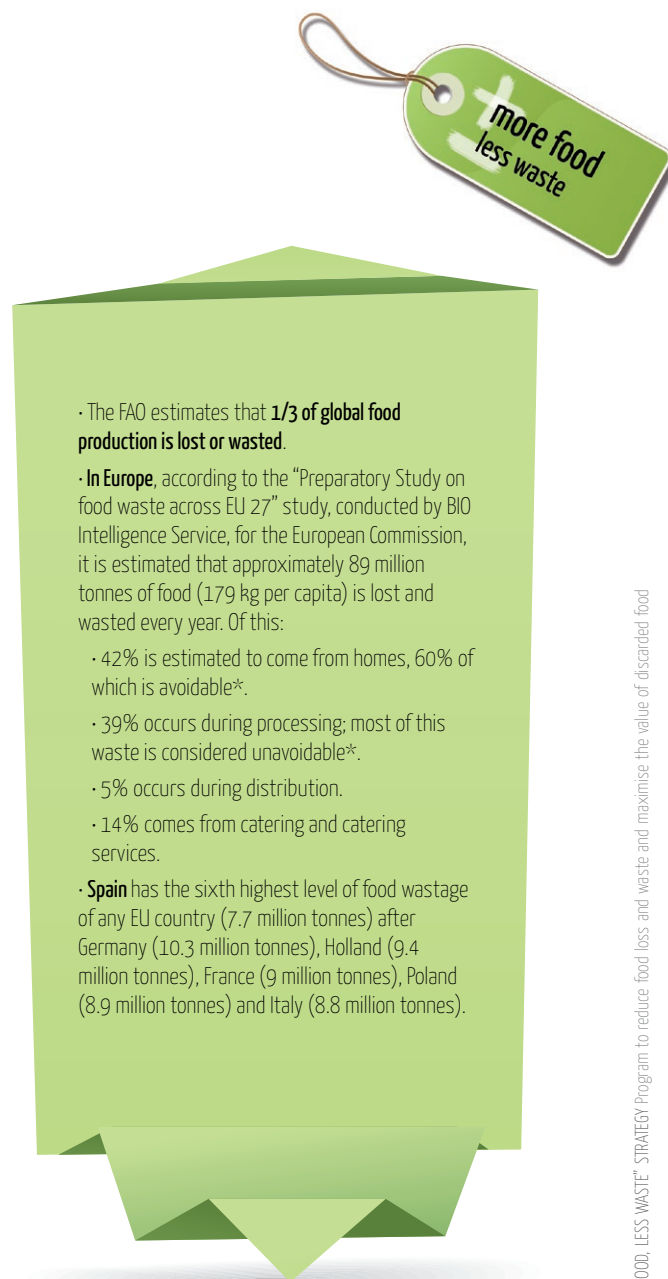 more food
less waste
· The FAO estimates that 1/3 of global food
production is lost or wasted.
· In Europe, according to the “Preparatory Study on
food waste across EU 27” study, conducted by BIO
Intelligence Service, for the European Commission,
it is estimated that approximately 89 million
tonnes of food (179 kg per capita) is lost and
wasted every year. Of this:
· 42% is estimated to come from homes, 60% of
which is avoidable*.
· 39% occurs during processing; most of this
waste is considered unavoidable*.
· 5% occurs during distribution.
· 14% comes from catering and catering
services.
· Spain has the sixth highest level of food wastage
of any EU country (7.7 million tonnes) after
Germany (10.3 million tonnes), Holland (9.4
million tonnes), France (9 million tonnes), Poland
(8.9 million tonnes) and Italy (8.8 million tonnes).
OOD, LESS WASTE” STRATEGY Program to reduce food loss and waste and maximise the value of discarded food